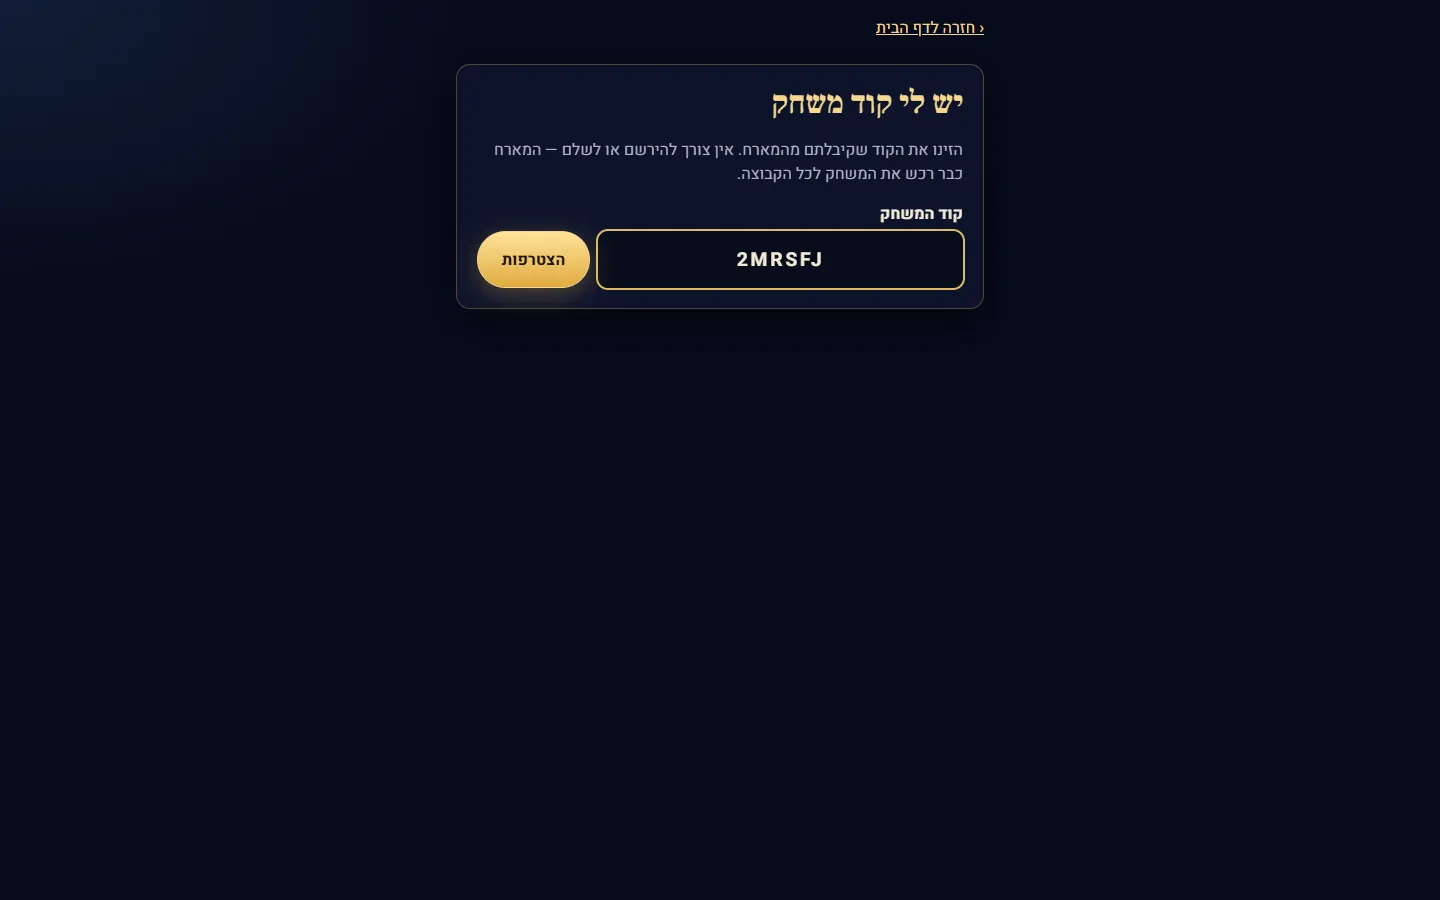 ‹ חזרה לדף הבית
יש לי קוד משחק
הזינו את הקוד שקיבלתם מהמארח. אין צורך להירשם או לשלם — המארח
כבר רכש את המשחק לכל הקבוצה.
קוד המשחק
2MRSFJ
הצטרפות